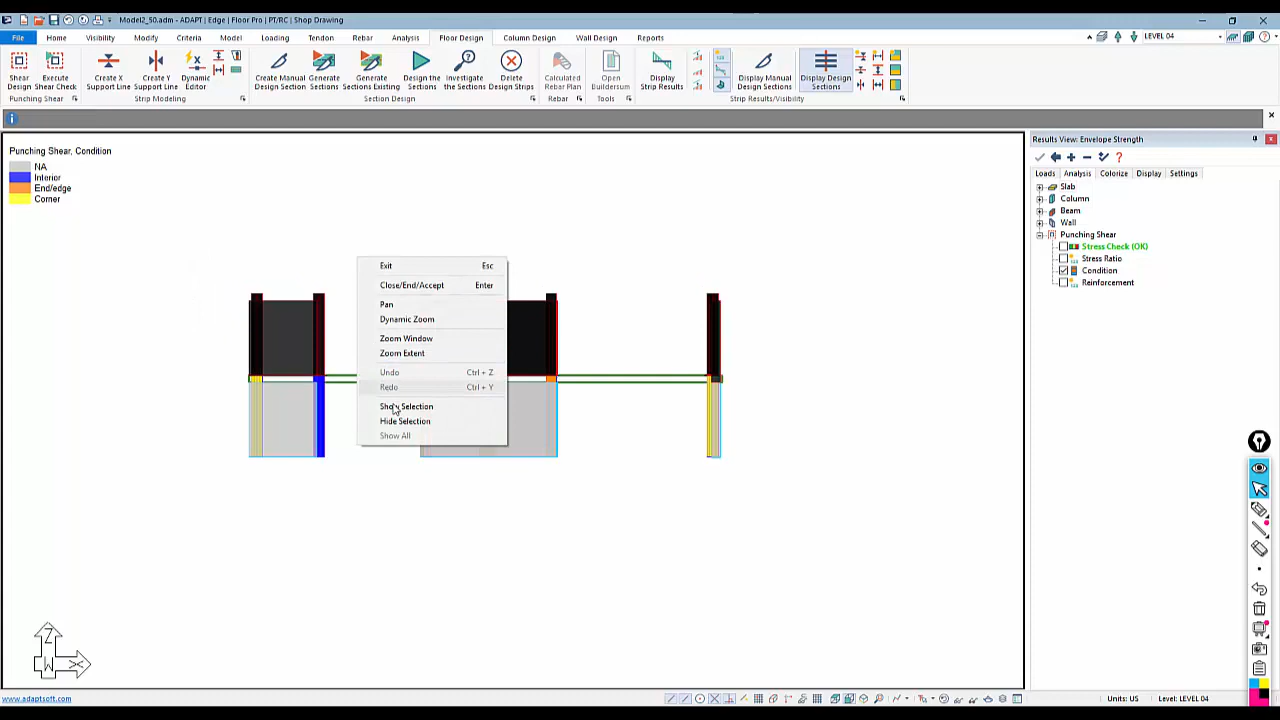 Model2_50.adm - ADAPT | Edge | Floor Pro | PT/RC | Shop Drawing
File Home Visibility Modify Criteria Model Loading Tendon Rebar Analysis Floor Design Column Design Wall Design Reports LEVEL 04
Shear Design
Execute Shear Check
Create X Support Line
Create Y Support Line
Dynamic Editor
Create Manual Design Section
Generate Sections
Generate Sections Existing
Design the Sections
Investigate the Sections
Delete Design Strips
Calculated Rebar Plan
Open Buildersum
Display Strip Results
Display Manual Design Sections
Display Design Sections
Punching Shear Strip Modeling Section Design Rebar Tools Strip Results/Visibility
Punching Shear, Condition
NA
Interior
End/edge
Corner
Exit Esc
Close/End/Accept Enter
Pan
Dynamic Zoom
Zoom Window
Zoom Extent
Undo Ctrl + Z
Redo Ctrl + Y
Show Selection
Hide Selection
Show All
Results View: Envelope Strength
Loads Analysis Colorize Display Settings
Slab
Column
Beam
Wall
Punching Shear
Stress Check (OK)
Stress Ratio
Condition
Reinforcement
Z
W X
www.adaptsoft.com
Units: US Level: LEVEL 04